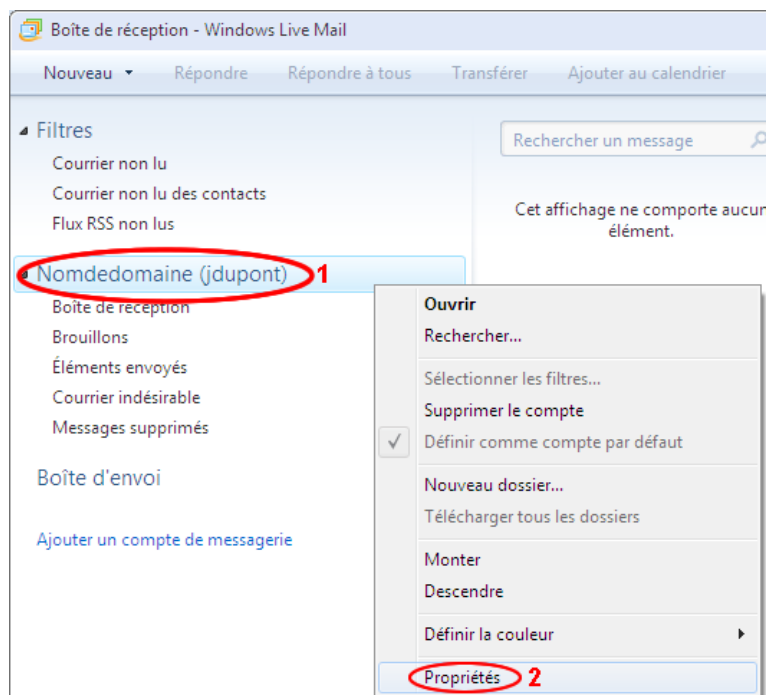 Boîte de réception - Windows Live Mail
Nouveau Répondre Répondre à tous Transférer Ajouter au calendrier
Filtres
Courrier non lu
Courrier non lu des contacts
Flux RSS non lus
Rechercher un message
Cet affichage ne comporte aucun
élément.
Nomdedomaine (jdupont) 1
Boîte de réception
Brouillons
Éléments envoyés
Courrier indésirable
Messages supprimés
Boîte d'envoi
Ajouter un compte de messagerie
Ouvrir
Rechercher...
Sélectionner les filtres...
Supprimer le compte
Définir comme compte par défaut
Nouveau dossier...
Télécharger tous les dossiers
Monter
Descendre
Définir la couleur
Propriétés 2